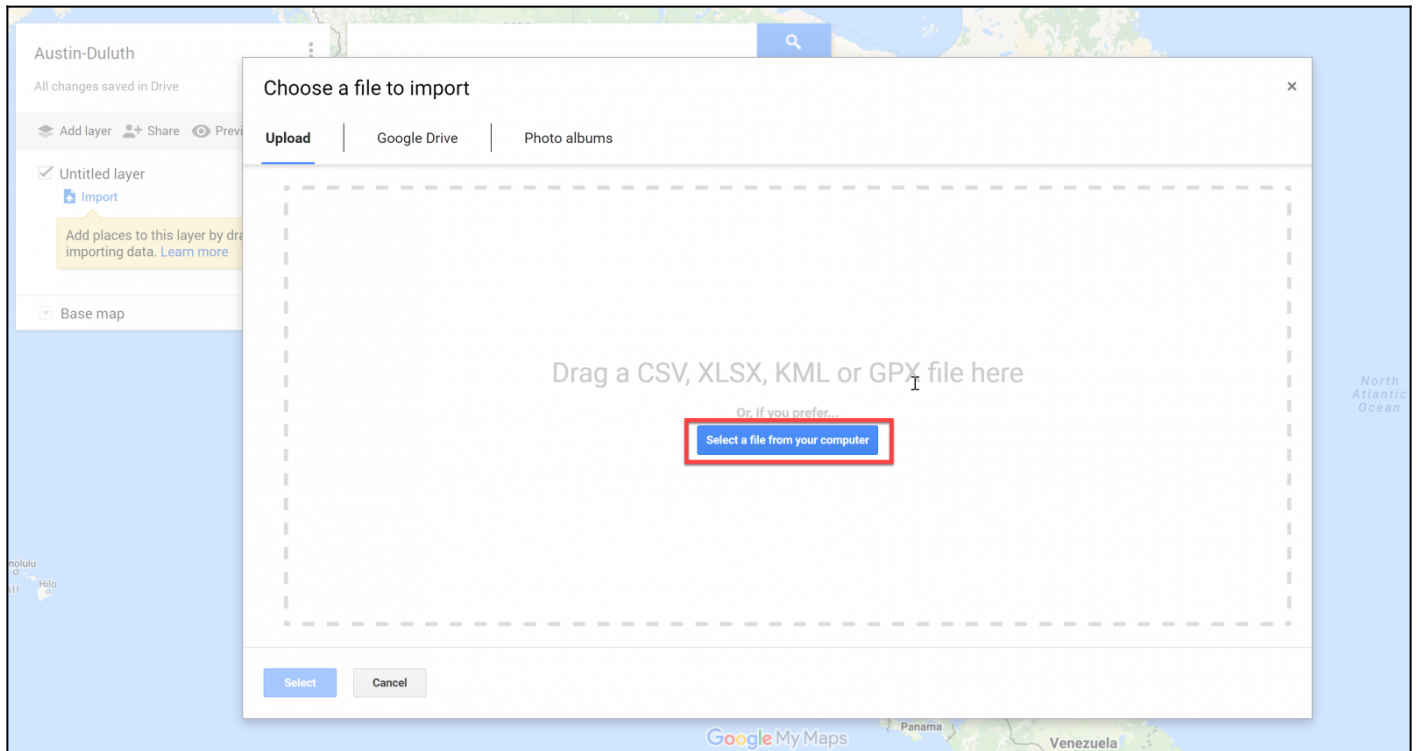 Austin-Duluth
All changes saved in Drive
Add layer Share Previ
Untitled layer
Import
Add places to this layer by dra
importing data. Learn more
Base map
Choose a file to import
×
Upload
Google Drive
Photo albums
Drag a CSV, XLSX, KML or GPX file here
Or, if you prefer...
Select a file from your computer
Select
Cancel
North
Atlantic
Ocean
nolulu
Hilo
Google My Maps
Panama
Venezuela